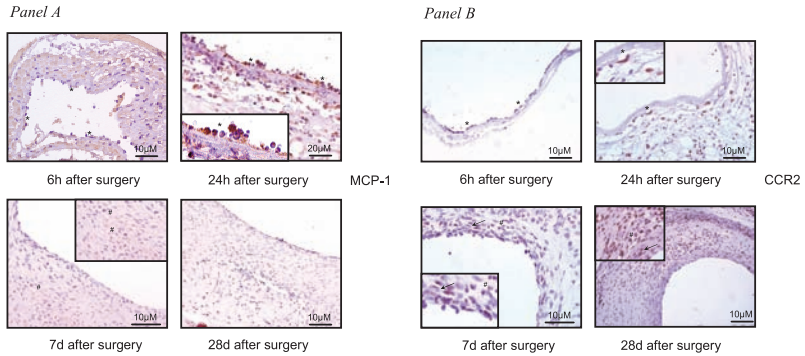 Panel A
Panel B
10µM
20µM
6h after surgery
24h after surgery
MCP-1
10µM
10µM
7d after surgery
28d after surgery
10µM
10µM
6h after surgery
24h after surgery
CCR2
10µM
10µM
7d after surgery
28d after surgery